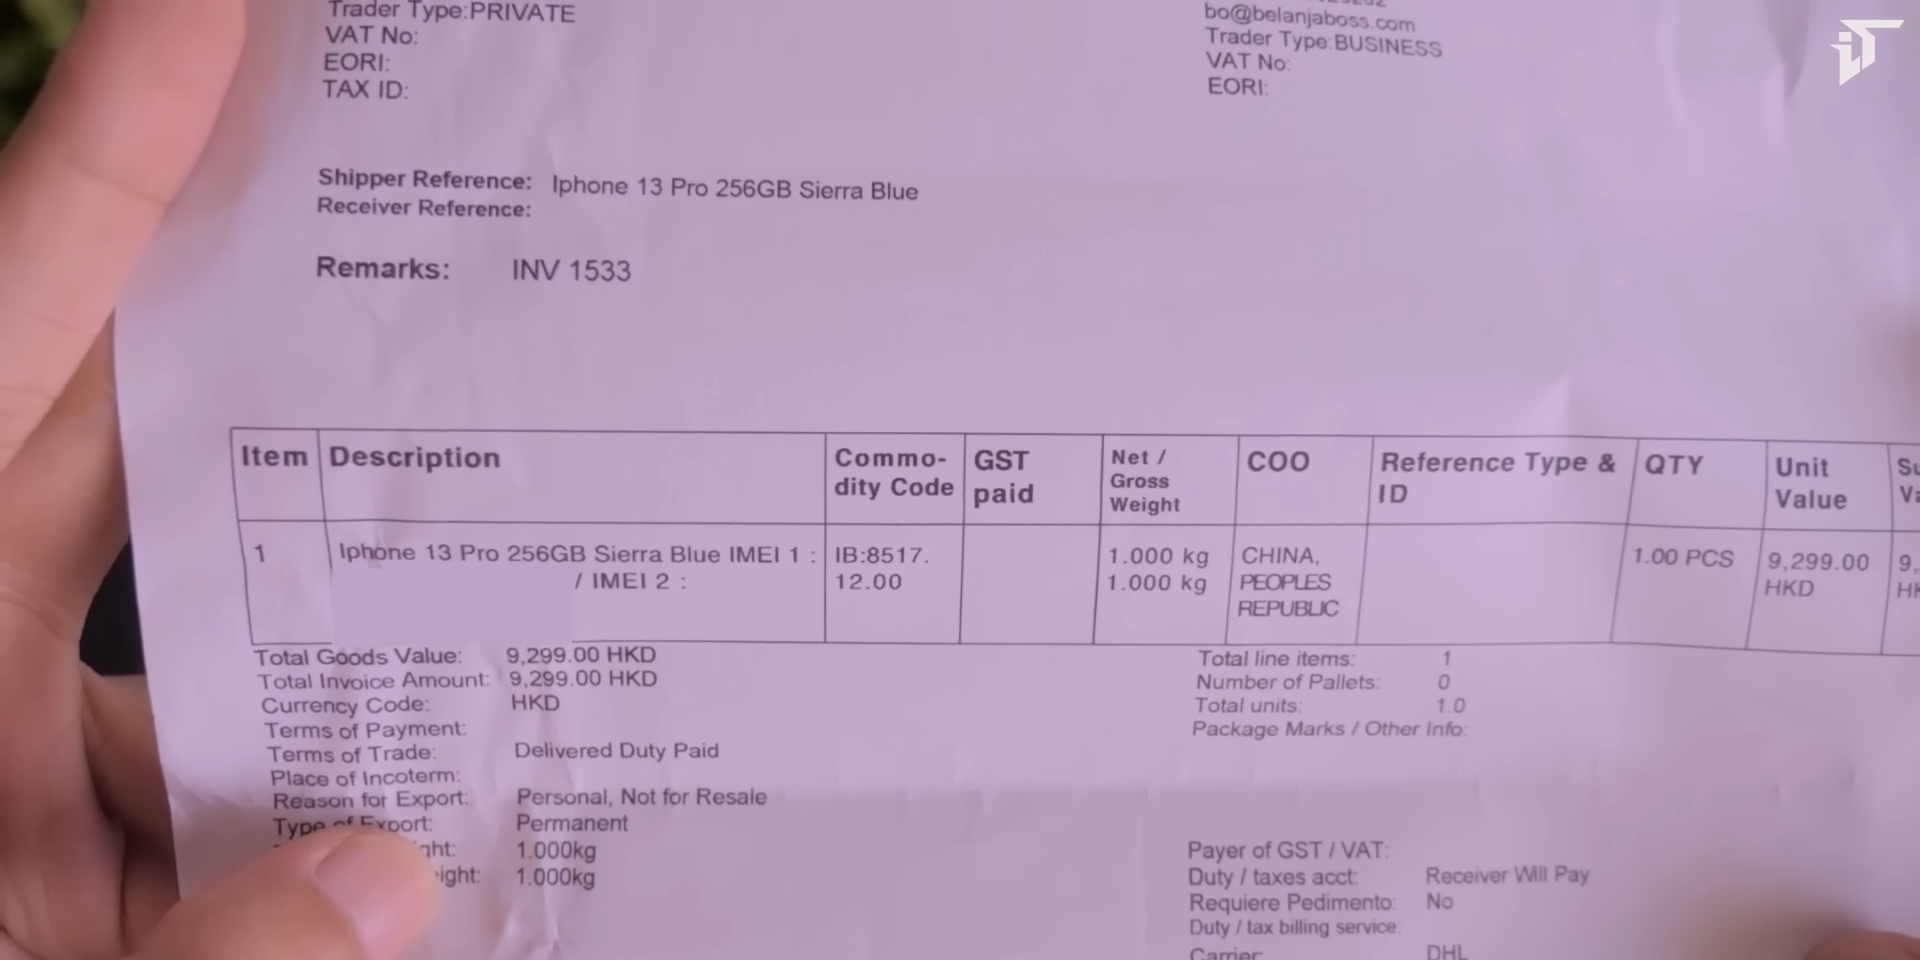 Trader Type:PRIVATE
VAT No:
EORI:
TAX ID:
bo@belanjaboss.com
Trader Type:BUSINESS
VAT No:
EORI:
Shipper Reference: Iphone 13 Pro 256GB Sierra Blue
Receiver Reference:
Remarks: INV 1533
Item Description Commo- GST Net / COO Reference Type & QTY Unit
dity Code paid Gross ID Value
Weight
1 Iphone 13 Pro 256GB Sierra Blue IMEI 1 : IB:8517. 1.000 kg CHINA, 1.00 PCS 9,299.00
/ IMEI 2 : 12.00 1.000 kg PEOPLES HKD
REPUBLIC
Total Goods Value: 9,299.00 HKD
Total Invoice Amount: 9,299.00 HKD
Currency Code: HKD
Terms of Payment:
Terms of Trade: Delivered Duty Paid
Place of Incoterm:
Reason for Export: Personal, Not for Resale
Type of Export: Permanent
1.000kg
1.000kg
Total line items: 1
Number of Pallets: 0
Total units: 1.0
Package Marks / Other Info:
Payer of GST / VAT:
Duty / taxes acct: Receiver Will Pay
Requiere Pedimento: No
Duty / tax billing service:
Carrier: DHL